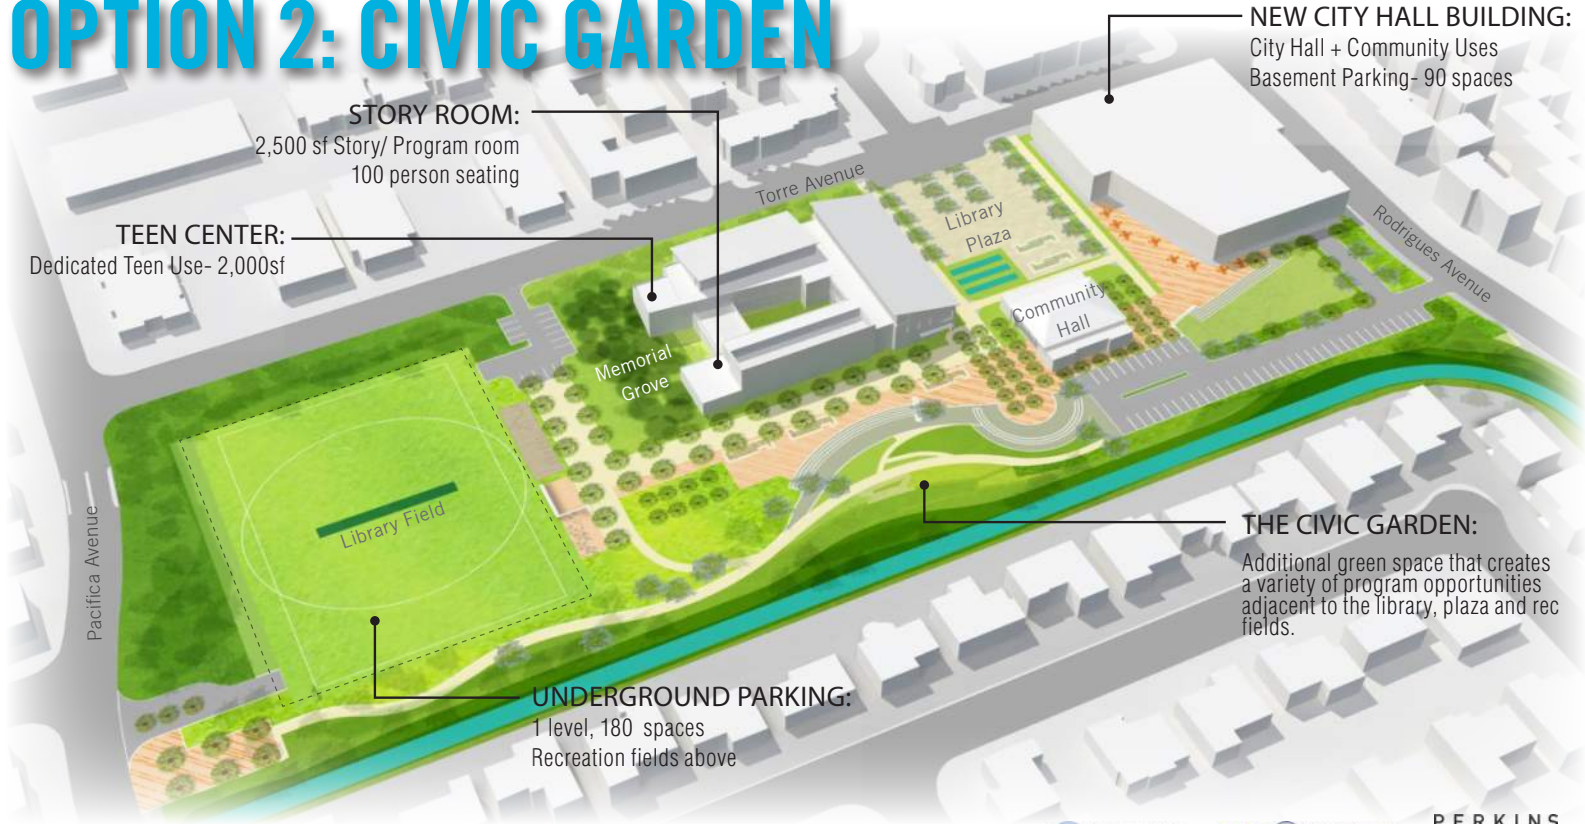 OPTION 2: CIVIC GARDEN
NEW CITY HALL BUILDING:
City Hall + Community Uses
Basement Parking- 90 spaces
STORY ROOM:
2,500 sf Story/ Program room
100 person seating
TEEN CENTER:
Dedicated Teen Use- 2,000sf
Torre Avenue
Library
Plaza
Rodrigues Avenue
Community
Hall
Memorial
Grove
Library Field
Pacifica Avenue
THE CIVIC GARDEN:
Additional green space that creates
a variety of program opportunities
adjacent to the library, plaza and rec
fields.
UNDERGROUND PARKING:
1 level, 180 spaces
Recreation fields above
PERKINS